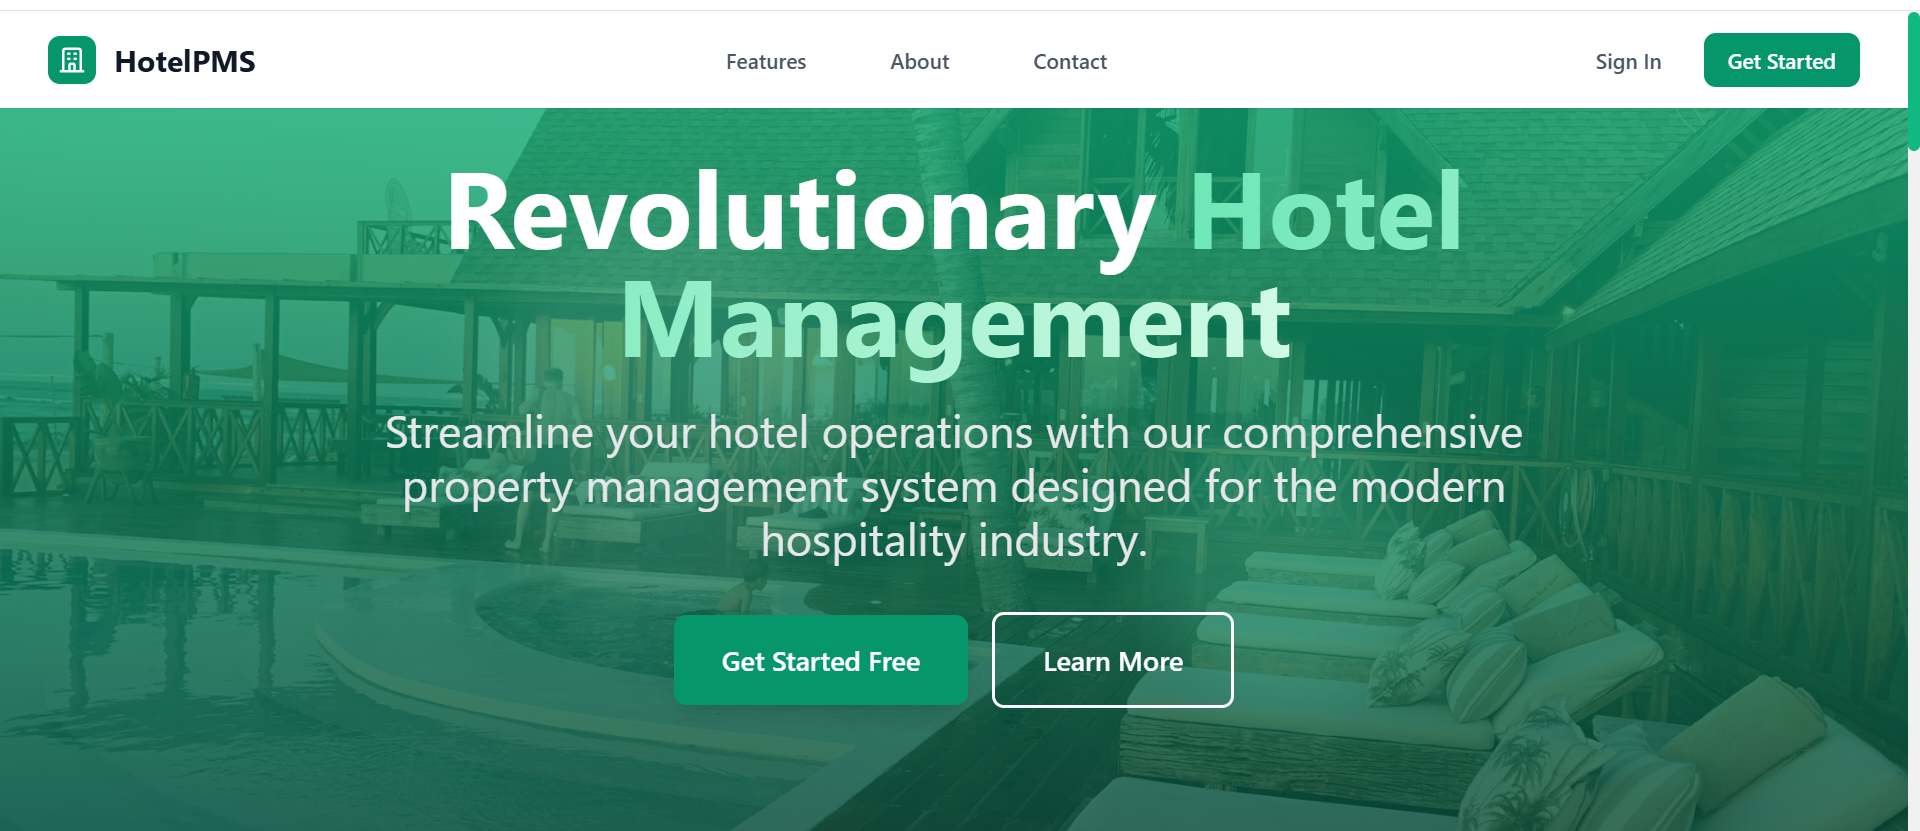 HotelPMS
Features
About
Contact
Sign In
Get Started
Revolutionary Hotel
Management
Streamline your hotel operations with our comprehensive
property management system designed for the modern
hospitality industry.
Get Started Free
Learn More